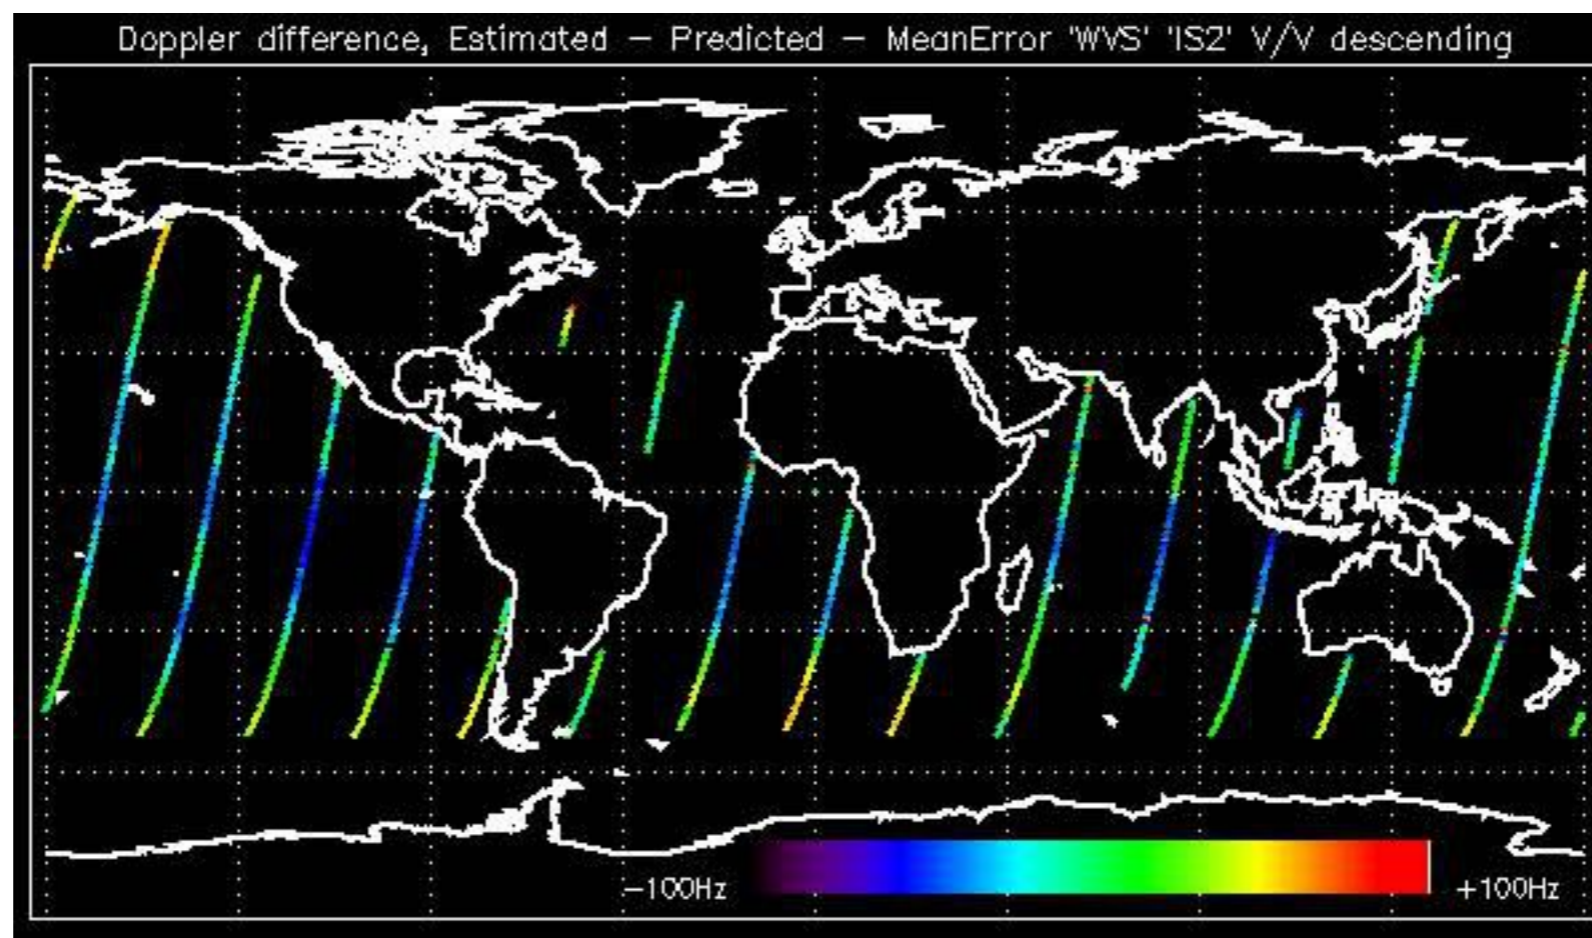 Doppler difference, Estimated – Predicted – MeanError 'WVS' 'IS2' V/V descending
–100Hz +100Hz